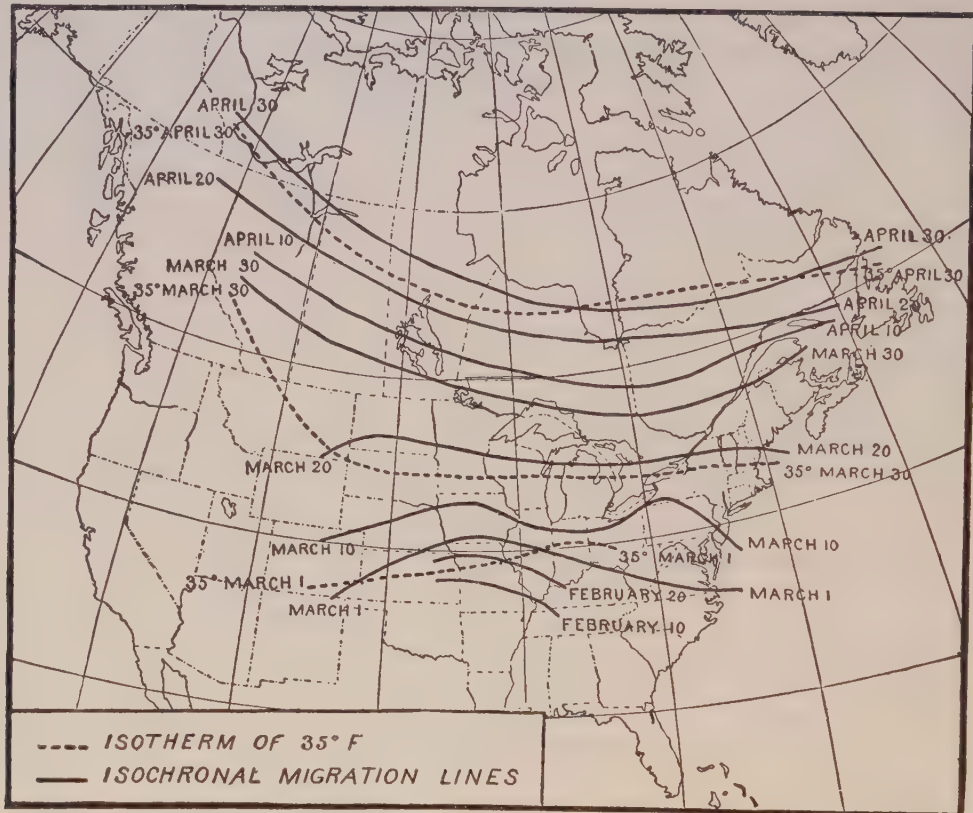 APRIL 30
35° APRIL 30
APRIL 20
APRIL 10
MARCH 30
35° MARCH 30
APRIL 30
35° APRIL 30
APRIL 20
APRIL 10
MARCH 30
MARCH 20
MARCH 20
35° MARCH 30
MARCH 10
MARCH 10
35° MARCH 1
35° MARCH 1
MARCH 1
FEBRUARY 20
MARCH 1
FEBRUARY 10
ISOTHERM OF 35° F
ISOCHRONAL MIGRATION LINES